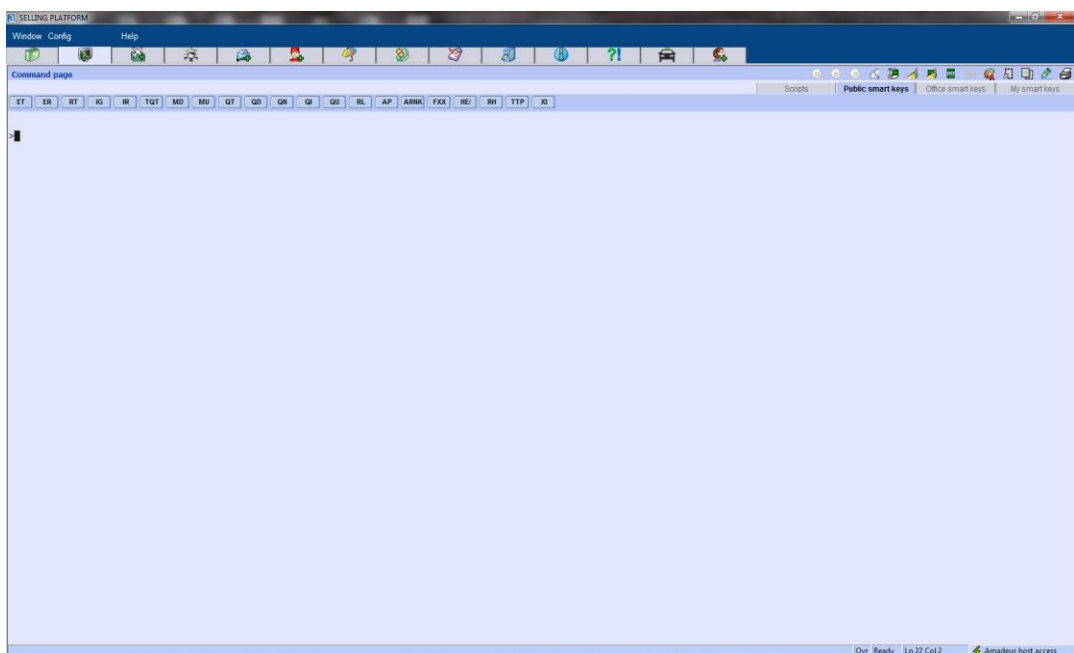 SELLING PLATFORM
Window Config Help
?!
Command page
Scripts Public smart keys Office smart keys My smart keys
ET ER RT IG IR TQT MD MU QT QD QN QI QU RL AP ARNK FXX HE/ RH TTP XI
>
Ovr Ready Ln 22 Col 2 Amadeus host access